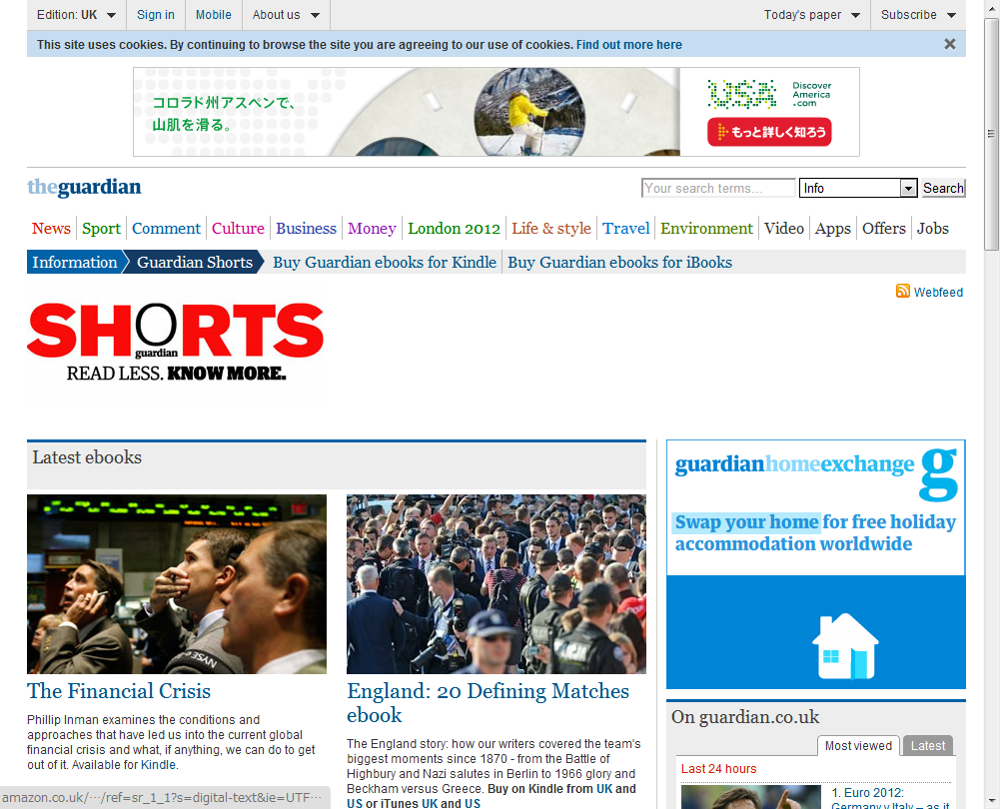 Edition: UK
Sign in
Mobile
About us
Today's paper
Subscribe
This site uses cookies. By continuing to browse the site you are agreeing to our use of cookies. Find out more here
コロラド州アスペンで、
山肌を滑る。
USA
Discover
America
.com
もっと詳しく知ろう
theguardian
Your search terms...
Info
Search
News
Sport
Comment
Culture
Business
Money
London 2012
Life & style
Travel
Environment
Video
Apps
Offers
Jobs
Information
Guardian Shorts
Buy Guardian ebooks for Kindle
Buy Guardian ebooks for iBooks
Webfeed
SHORTS
guardian
READ LESS. KNOW MORE.
Latest ebooks
NYSE
The Financial Crisis
Phillip Inman examines the conditions and
approaches that have led us into the current global
financial crisis and what, if anything, we can do to get
out of it. Available for Kindle.
England: 20 Defining Matches
ebook
The England story: how our writers covered the team's
biggest moments since 1870 - from the Battle of
Highbury and Nazi salutes in Berlin to 1966 glory and
Beckham versus Greece. Buy on Kindle from UK and
US or iTunes UK and US
guardianhomeexchange g
Swap your home for free holiday
accommodation worldwide
On guardian.co.uk
Most viewed
Latest
Last 24 hours
1. Euro 2012:
Germany v Italy – as it
amazon.co.uk/···/ref=sr_1_1?s=digital-text&ie=UTF···